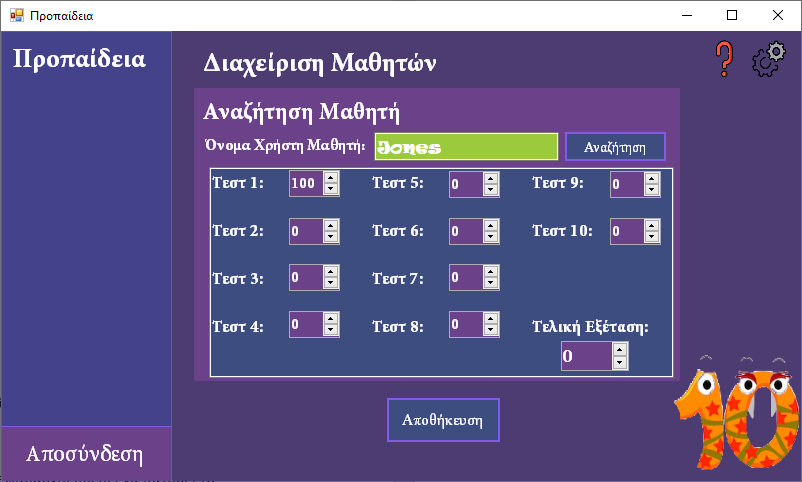 Προπαίδεια
Προπαίδεια
Διαχείριση Μαθητών
Αναζήτηση Μαθητή
Όνομα Χρήστη Μαθητή: Jones Αναζήτηση
Τεστ 1: 100 Τεστ 5: 0 Τεστ 9: 0
Τεστ 2: 0 Τεστ 6: 0 Τεστ 10: 0
Τεστ 3: 0 Τεστ 7: 0
Τεστ 4: 0 Τεστ 8: 0 Τελική Εξέταση:
0
10
Αποθήκευση
Αποσύνδεση